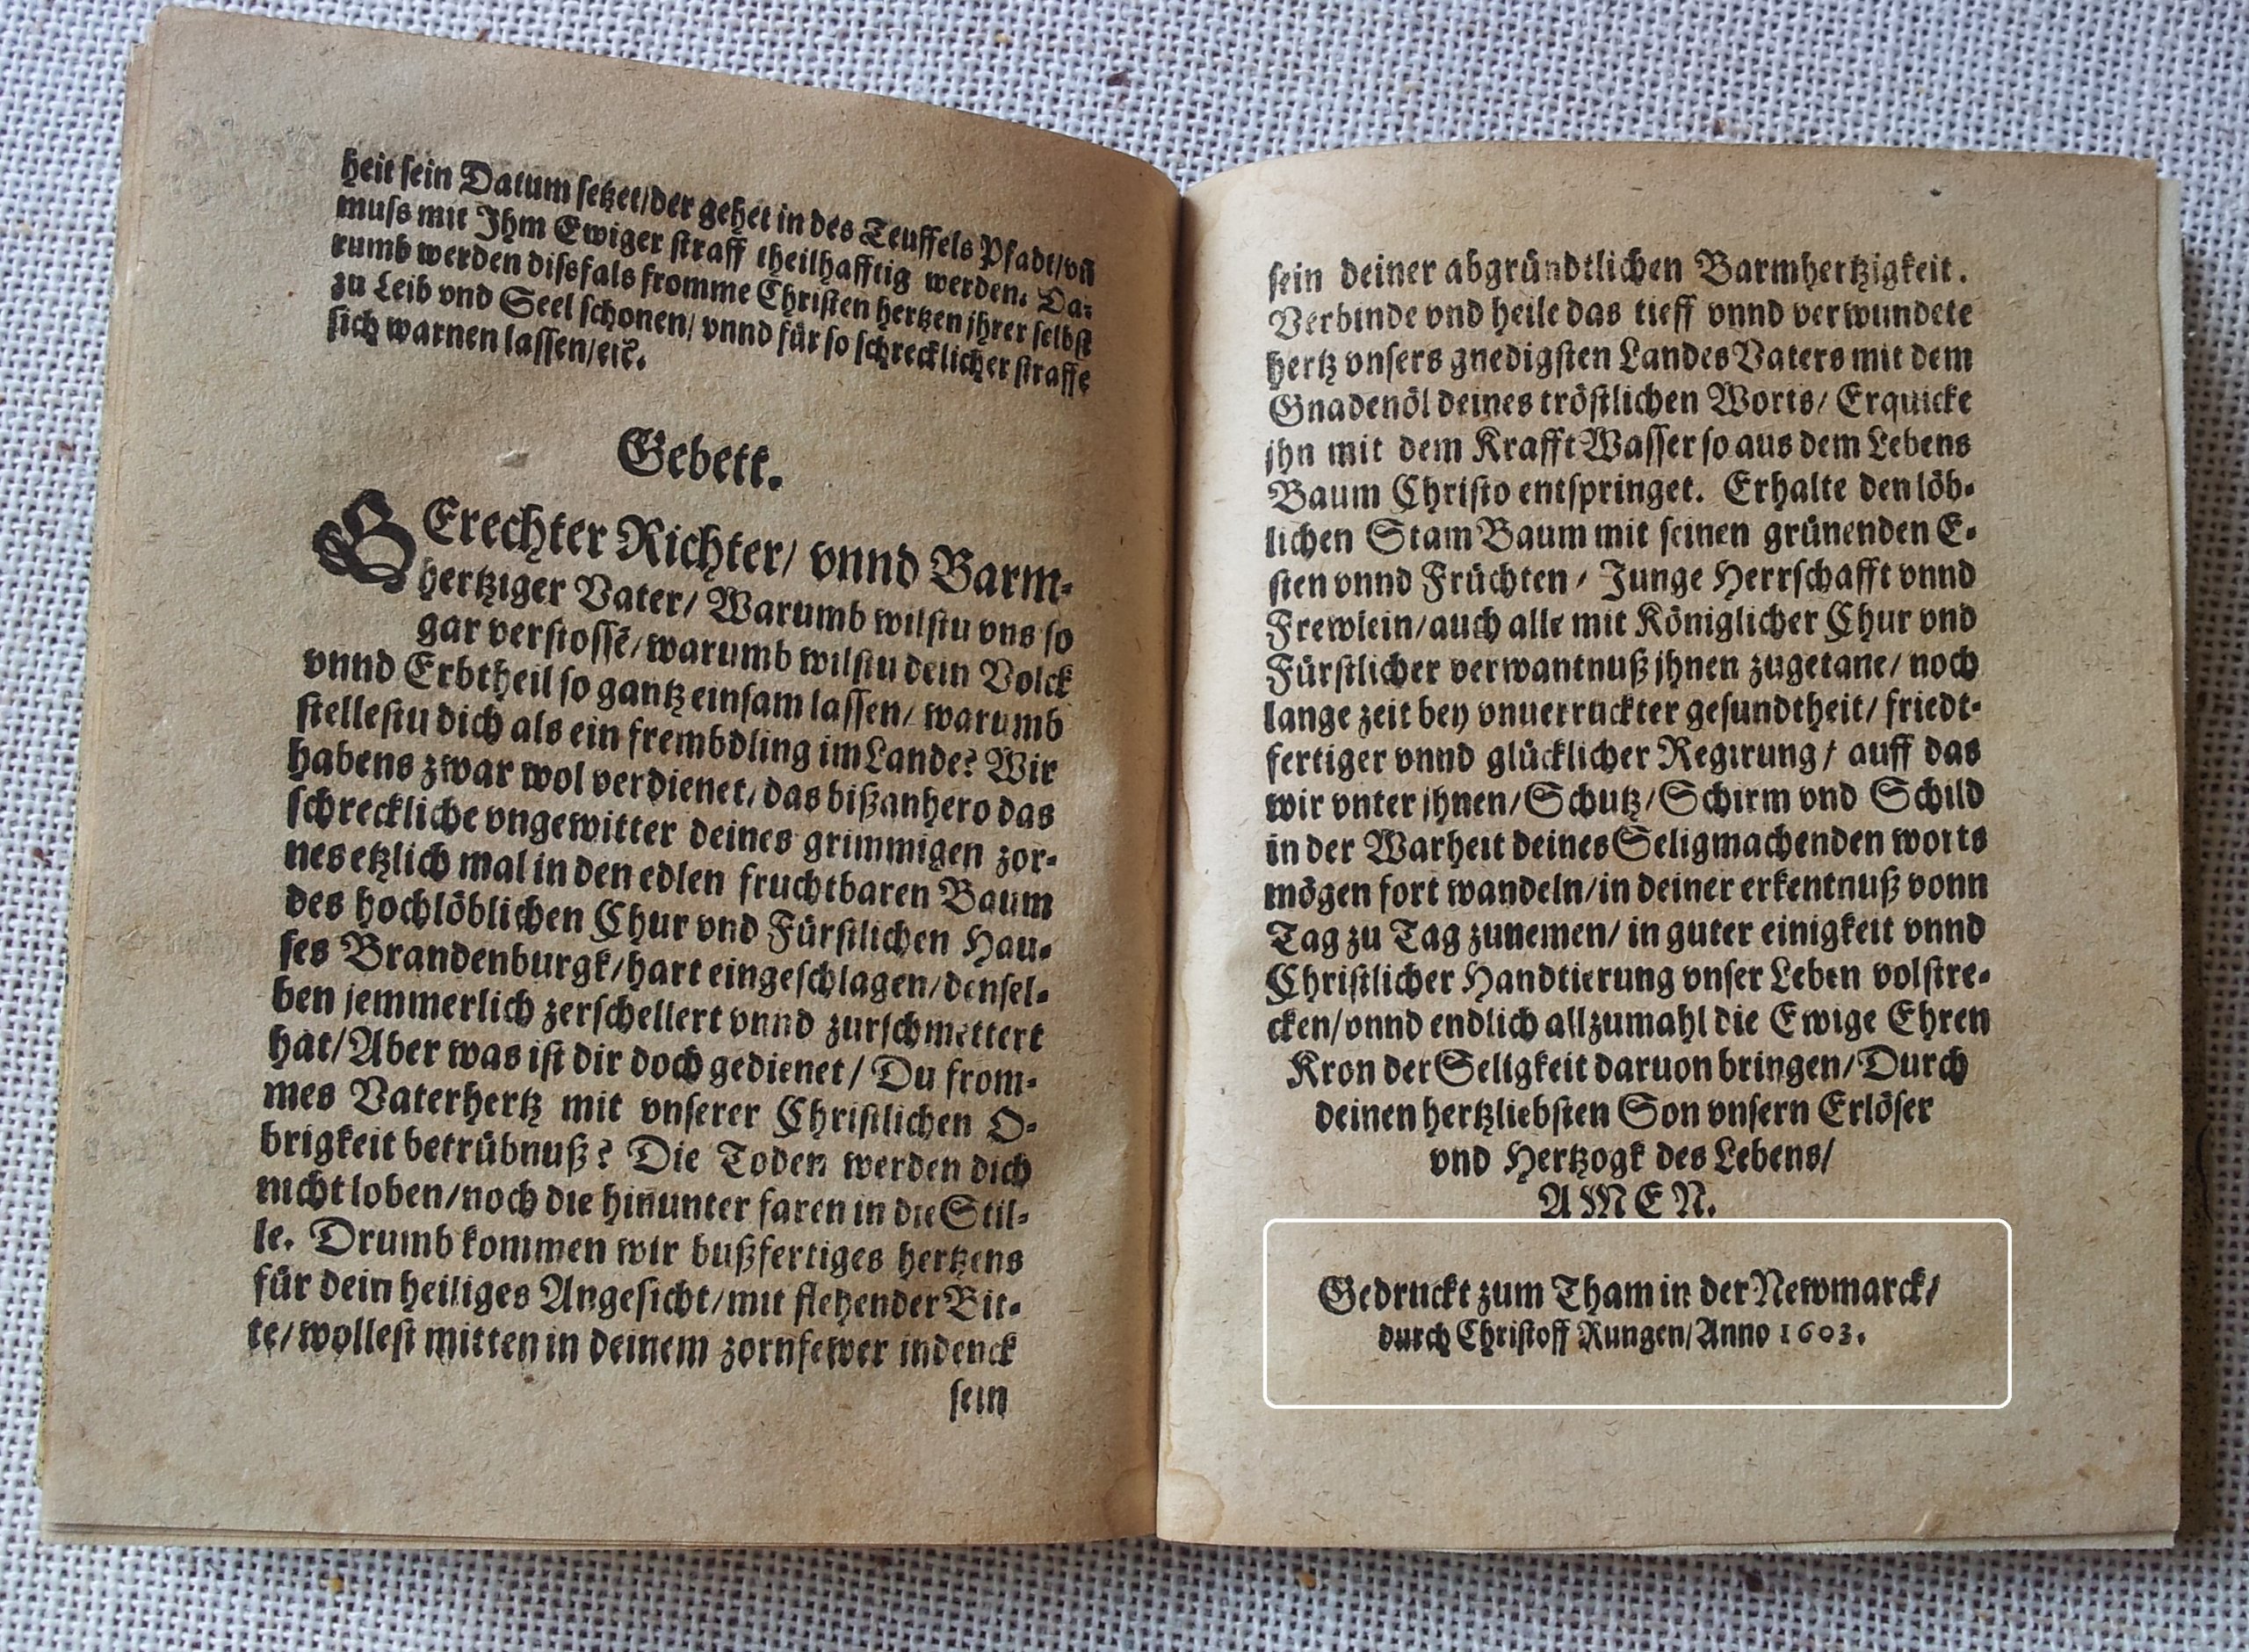 heit sein Datum setzet/der gehet in des Teuffels Pfadt/vñ
muss mit Ihm Ewiger straff theilhafftig werden. Da-
rumb werden dissfals fromme Christen hertzen jhrer selbst
zu Leib vnd Seel schonen/ vnnd für so schrecklicher straffe
sich warnen lassen/etc̃.
Gebett.
GErechter Richter/ vnnd Barm-
hertziger Vater/ Warumb wilstu vns so
gar verstossē/warumb wilstu dein Volck
vnnd Erbtheil so gantz einsam lassen/ warumb
stellestu dich als ein frembdling im Lande? Wir
habens zwar wol verdienet/das bißanhero das
schreckliche vngewitter deines grimmigen zor-
nes etzlich mal in den edlen fruchtbaren Baum
des hochlöblichen Chur vnd Fürstlichen Hau-
ses Brandenburgk/hart eingeschlagen/densel-
ben jemmerlich zerschellert vnnd zurschmettert
hat/Aber was ist dir doch gedienet/ Du from-
mes Vaterhertz mit vnserer Christlichen O-
brigkeit betrübnuß? Die Toden werden dich
nicht loben/noch die hinunter faren in die Stil-
le. Drumb kommen wir bußfertiges hertzens
für dein heiliges Angesicht/mit flehender Bit-
te/wollest mitten in deinem zornfewer indenck
sein
sein deiner abgründtlichen Barmhertzigkeit.
Verbinde vnd heile das tieff vnnd verwundete
hertz vnsers gnedigsten Landes Vaters mit dem
Gnadenöl deines tröstlichen Worts/ Erquicke
jhn mit dem Krafft Wasser so aus dem Lebens
Baum Christo entspringet. Erhalte den löb-
lichen Stam Baum mit seinen grünenden E-
sten vnnd Früchten/ Junge Herrschafft vnnd
Frewlein/auch alle mit Königlicher Chur vnd
Fürstlicher verwantnuß jhnen zugetane/ noch
lange zeit bey vnuerruckter gesundtheit/ friedt-
fertiger vnnd glücklicher Regirung/ auff das
wir vnter jhnen/Schutz/Schirm vnd Schild
in der Warheit deines Seligmachenden worts
mögen fort wandeln/in deiner erkentnuß vonn
Tag zu Tag zunemen/ in guter einigkeit vnnd
Christlicher Handtierung vnser Leben volstre-
cken/vnnd endlich allzumahl die Ewige Ehren
Kron der Seligkeit daruon bringen/Durch
deinen hertzliebsten Son vnsern Erlöser
vnd Hertzogk des Lebens/
AMEN.
Gedruckt zum Tham in der Newmarck/
durch Christoff Rungen/Anno 1603.